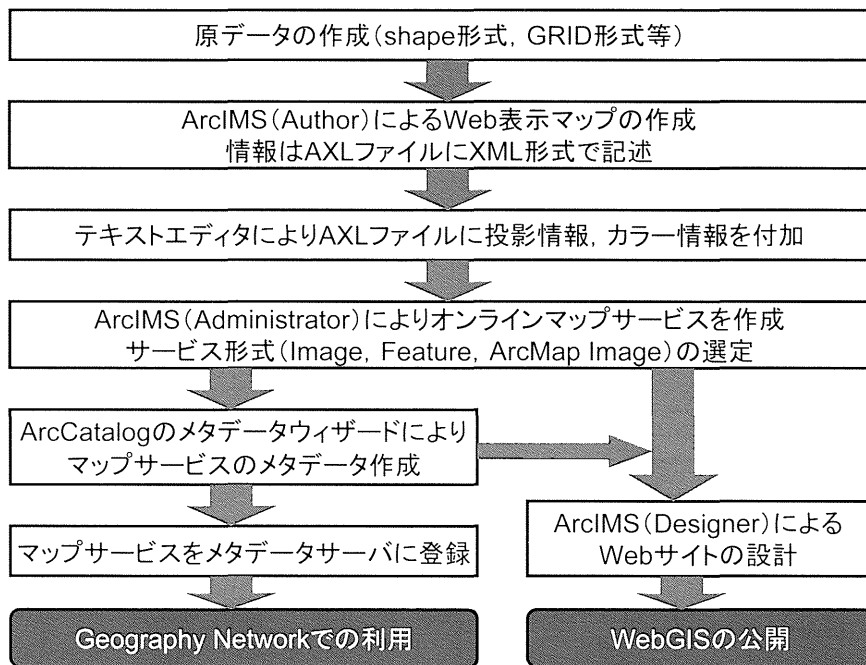 原データの作成(shape形式, GRID形式等)
ArcIMS(Author)によるWeb表示マップの作成
情報はAXLファイルにXML形式で記述
テキストエディタによりAXLファイルに投影情報, カラー情報を付加
ArcIMS(Administrator)によりオンラインマップサービスを作成
サービス形式(Image, Feature, ArcMap Image)の選定
ArcCatalogのメタデータウィザードにより
マップサービスのメタデータ作成
マップサービスをメタデータサーバに登録
ArcIMS(Designer)による
Webサイトの設計
Geography Networkでの利用
WebGISの公開